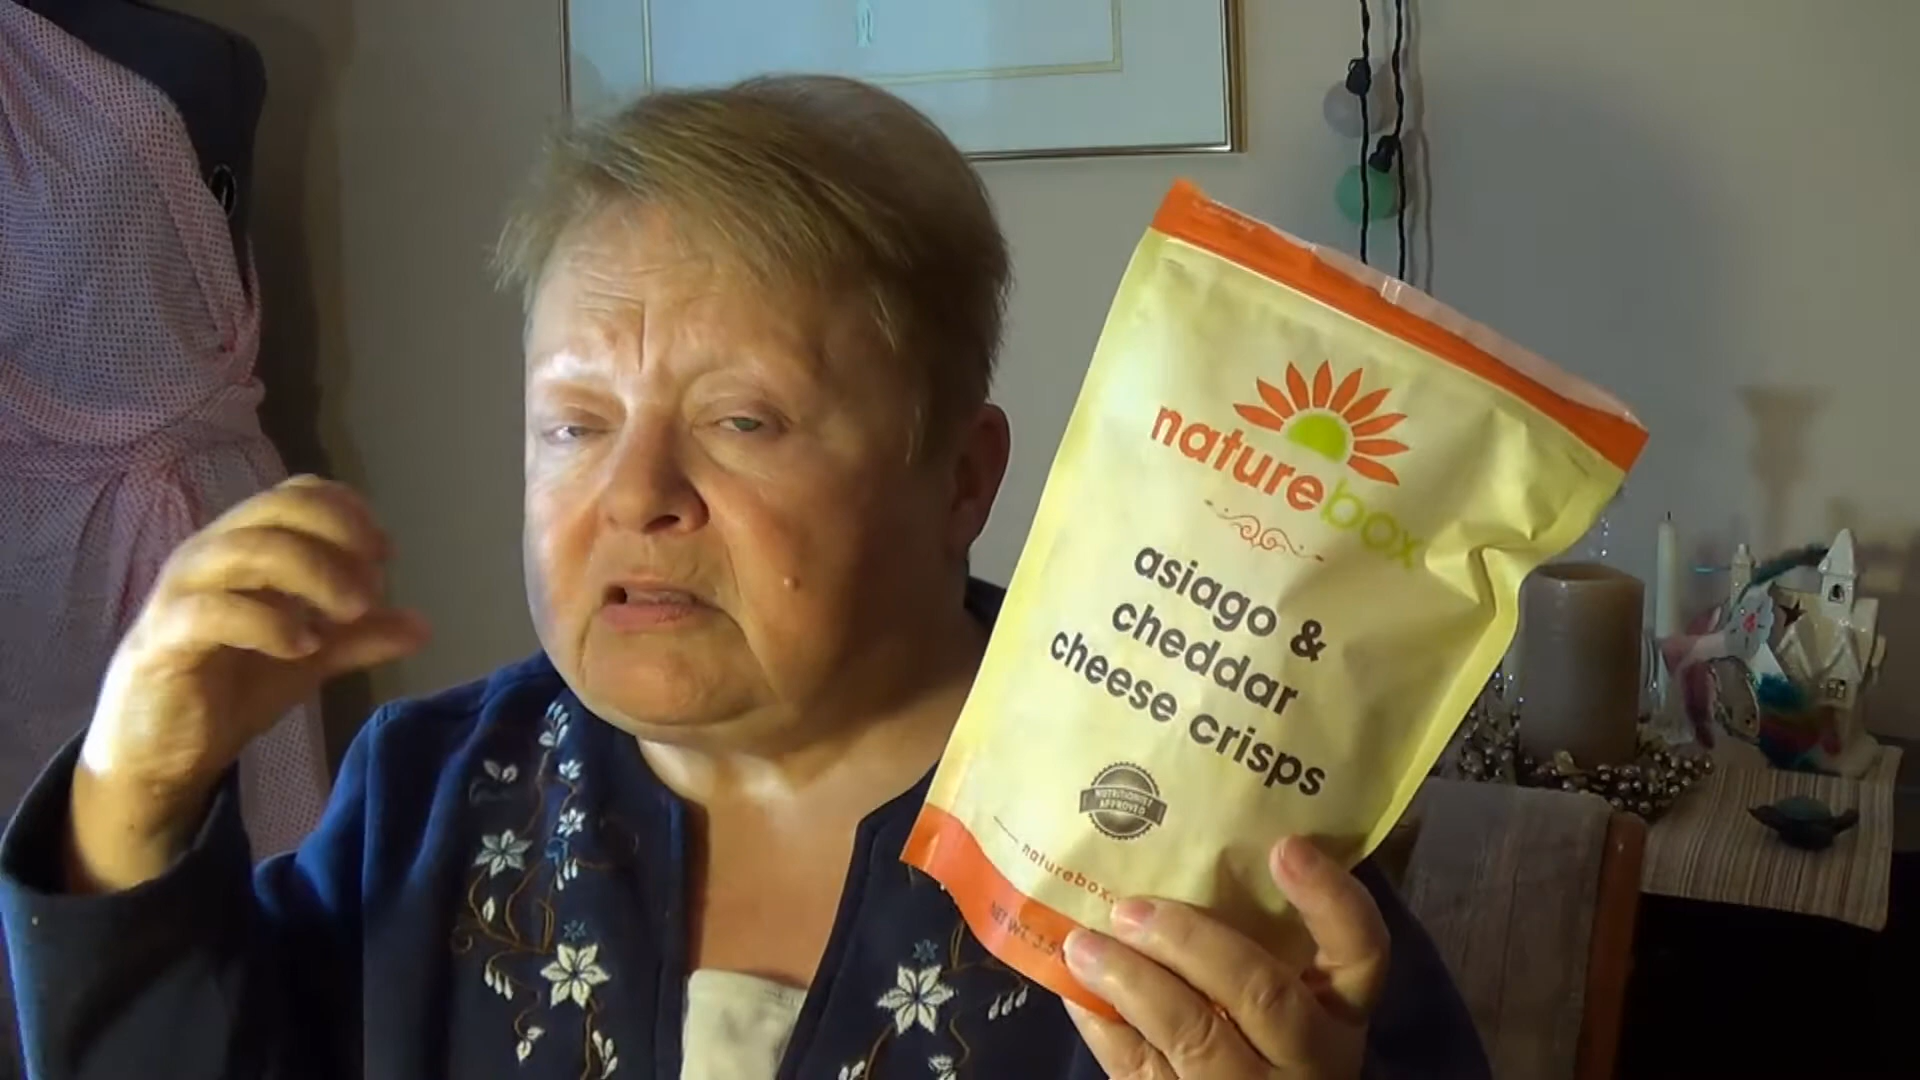 naturebox
asiago &
cheddar
cheese crisps
NUTRITIONIST
APPROVED
naturebox.
NET WT. 3.5